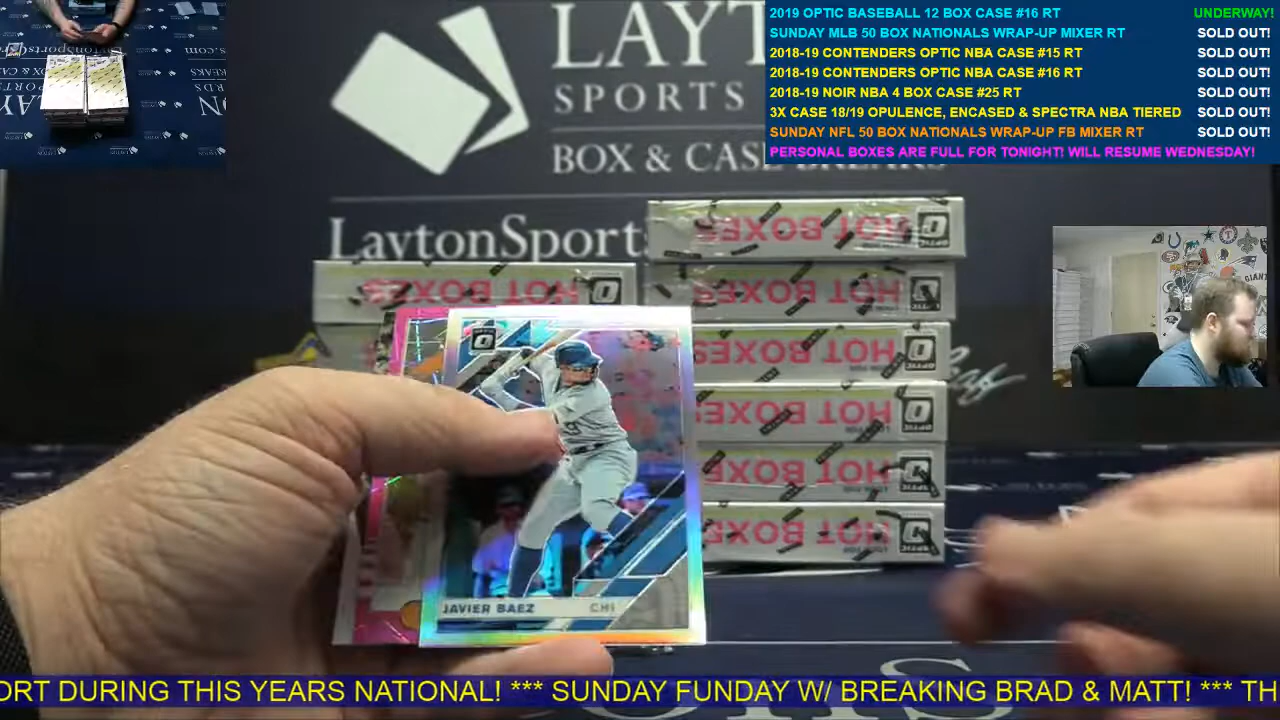 2019 OPTIC BASEBALL 12 BOX CASE #16 RT UNDERWAY!
SUNDAY MLB 50 BOX NATIONALS WRAP-UP MIXER RT SOLD OUT!
2018-19 CONTENDERS OPTIC NBA CASE #15 RT SOLD OUT!
2018-19 CONTENDERS OPTIC NBA CASE #16 RT SOLD OUT!
2018-19 NOIR NBA 4 BOX CASE #25 RT SOLD OUT!
3X CASE 18/19 OPULENCE, ENCASED & SPECTRA NBA TIERED SOLD OUT!
SUNDAY NFL 50 BOX NATIONALS WRAP-UP FB MIXER RT SOLD OUT!
PERSONAL BOXES ARE FULL FOR TONIGHT! WILL RESUME WEDNESDAY!
LAYT
SPORTS
BOX & CASE BREAKS
LaytonSport
HOT BOXES
HOT BOXES
HOT BOXES
HOT BOXES
HOT BOXES
HOT BOXES
HOT BOXES
JAVIER BAEZ CHI
ORT DURING THIS YEARS NATIONAL! *** SUNDAY FUNDAY W/ BREAKING BRAD & MATT! *** TH